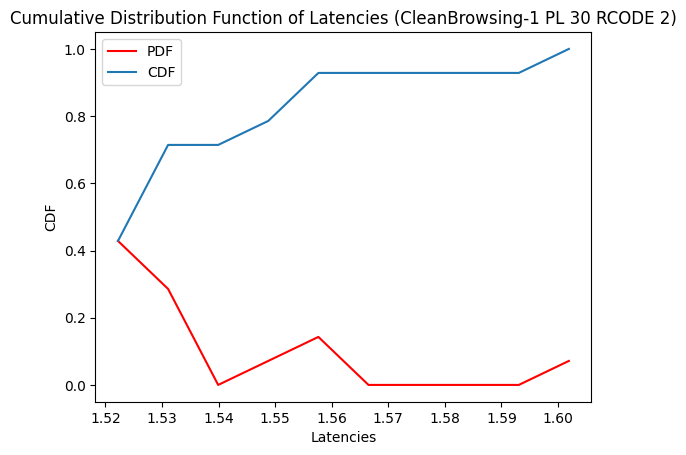 Cumulative Distribution Function of Latencies (CleanBrowsing-1 PL 30 RCODE 2)
PDF
CDF
1.0
0.8
0.6
0.4
0.2
0.0
CDF
1.52 1.53 1.54 1.55 1.56 1.57 1.58 1.59 1.60
Latencies